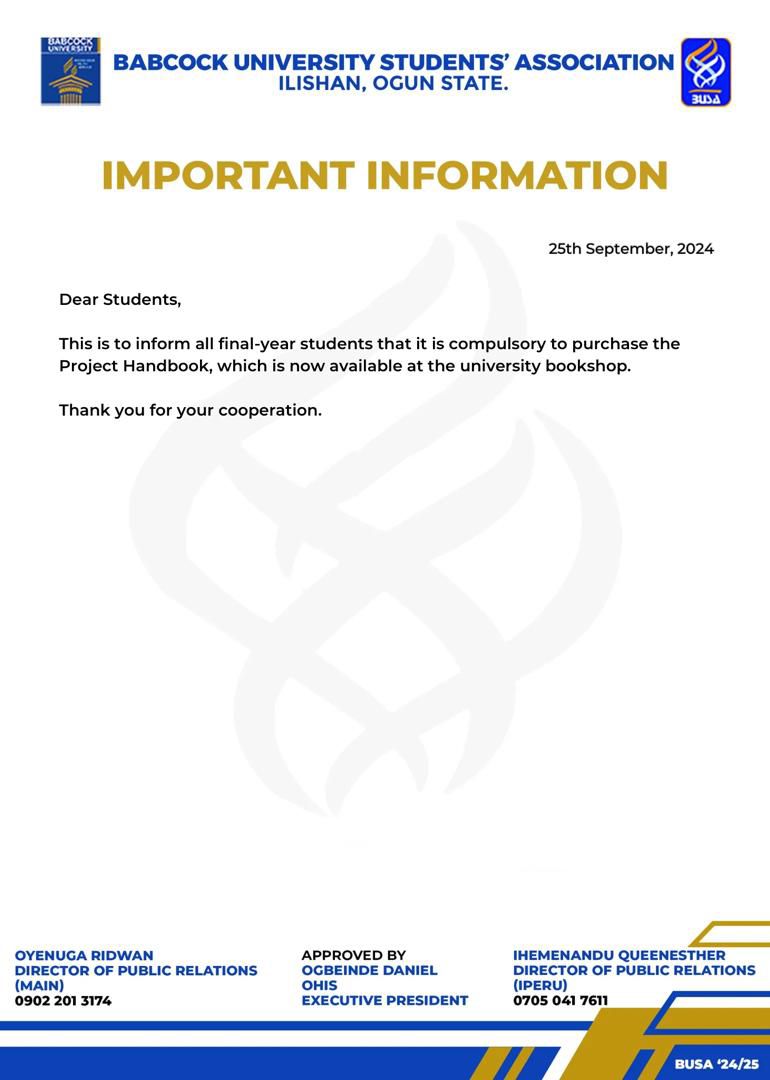 BABCOCK
UNIVERSITY
BABCOCK UNIVERSITY STUDENTS’ ASSOCIATION
ILISHAN, OGUN STATE.
BUSA
IMPORTANT INFORMATION
25th September, 2024
Dear Students,
This is to inform all final-year students that it is compulsory to purchase the
Project Handbook, which is now available at the university bookshop.
Thank you for your cooperation.
OYENUGA RIDWAN
DIRECTOR OF PUBLIC RELATIONS
(MAIN)
0902 201 3174
APPROVED BY
OGBEINDE DANIEL
OHIS
EXECUTIVE PRESIDENT
IHEMENANDU QUEENESTHER
DIRECTOR OF PUBLIC RELATIONS
(IPERU)
0705 041 7611
BUSA ‘24/25